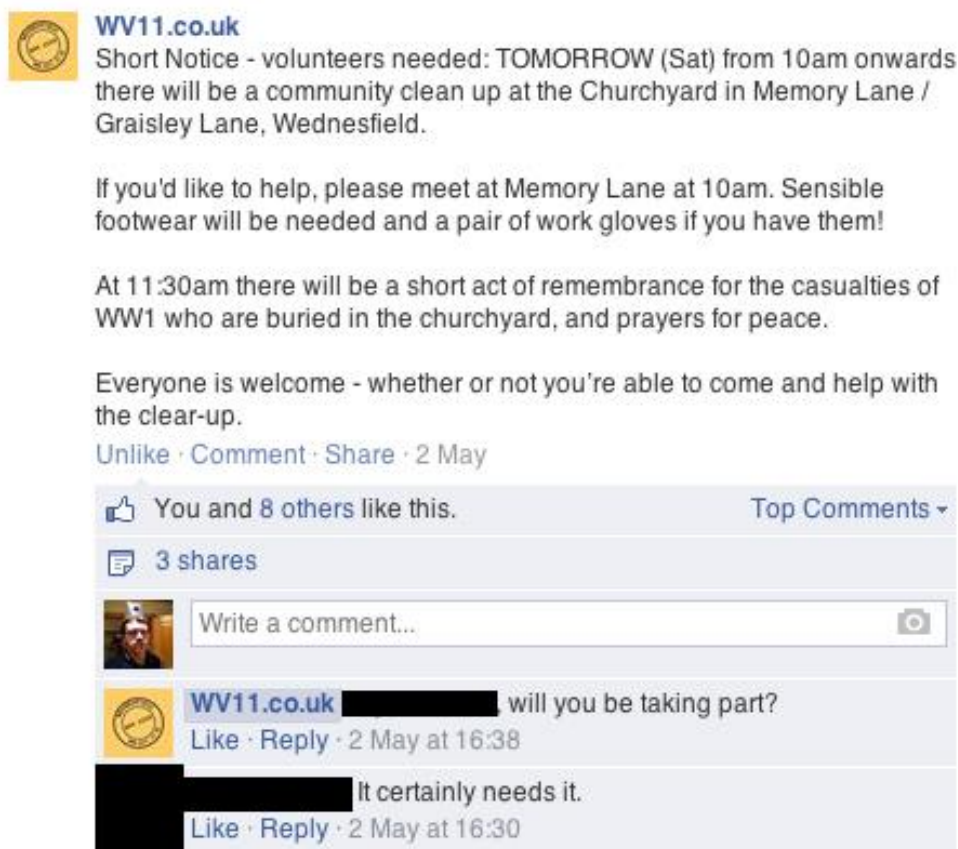 WV11.co.uk
Short Notice - volunteers needed: TOMORROW (Sat) from 10am onwards
there will be a community clean up at the Churchyard in Memory Lane /
Graisley Lane, Wednesfield.
If you'd like to help, please meet at Memory Lane at 10am. Sensible
footwear will be needed and a pair of work gloves if you have them!
At 11:30am there will be a short act of remembrance for the casualties of
WW1 who are buried in the churchyard, and prayers for peace.
Everyone is welcome - whether or not you’re able to come and help with
the clear-up.
Unlike · Comment · Share · 2 May
You and 8 others like this. Top Comments
3 shares
Write a comment...
WV11.co.uk , will you be taking part?
Like · Reply · 2 May at 16:38
It certainly needs it.
Like · Reply · 2 May at 16:30